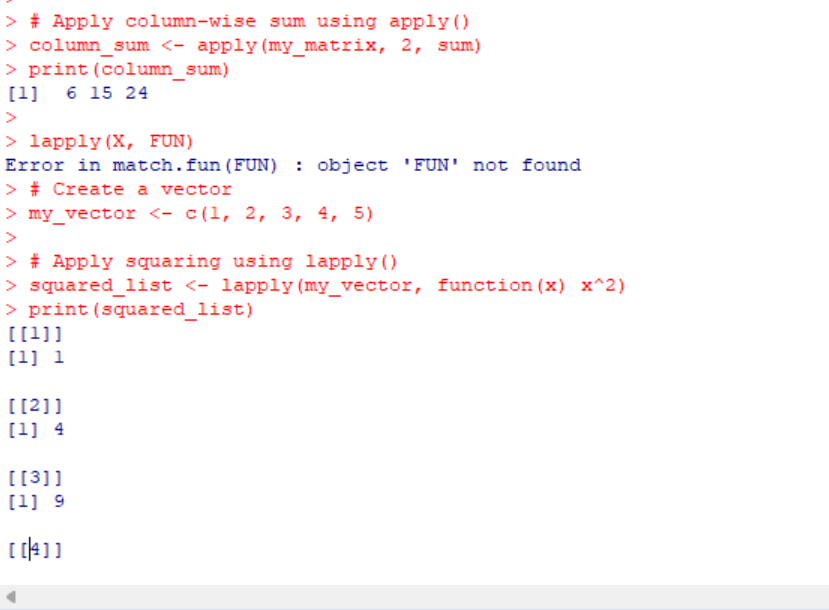 >
> # Apply column-wise sum using apply()
> column_sum <- apply(my_matrix, 2, sum)
> print(column_sum)
[1]  6 15 24
>
> lapply(X, FUN)
Error in match.fun(FUN) : object 'FUN' not found
> # Create a vector
> my_vector <- c(1, 2, 3, 4, 5)
>
> # Apply squaring using lapply()
> squared_list <- lapply(my_vector, function(x) x^2)
> print(squared_list)
[[1]]
[1] 1

[[2]]
[1] 4

[[3]]
[1] 9

[[4]]